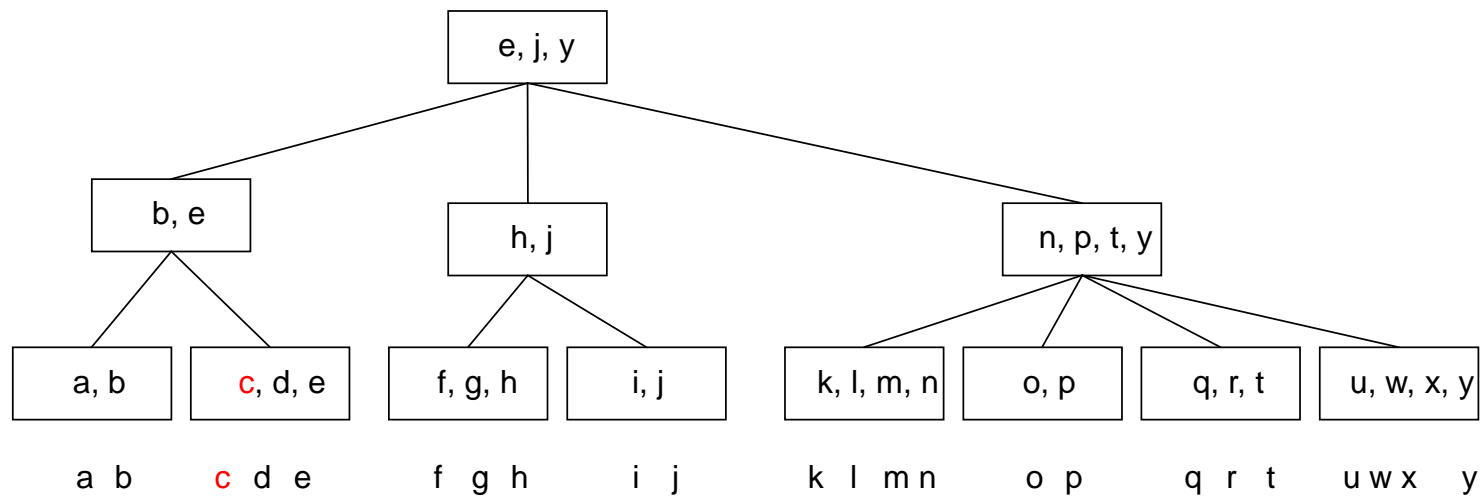 e, j, y
b, e
h, j
n, p, t, y
a, b
c, d, e
f, g, h
i, j
k, l, m, n
o, p
q, r, t
u, w, x, y
a b c d e f g h i j k l m n o p q r t u w x y